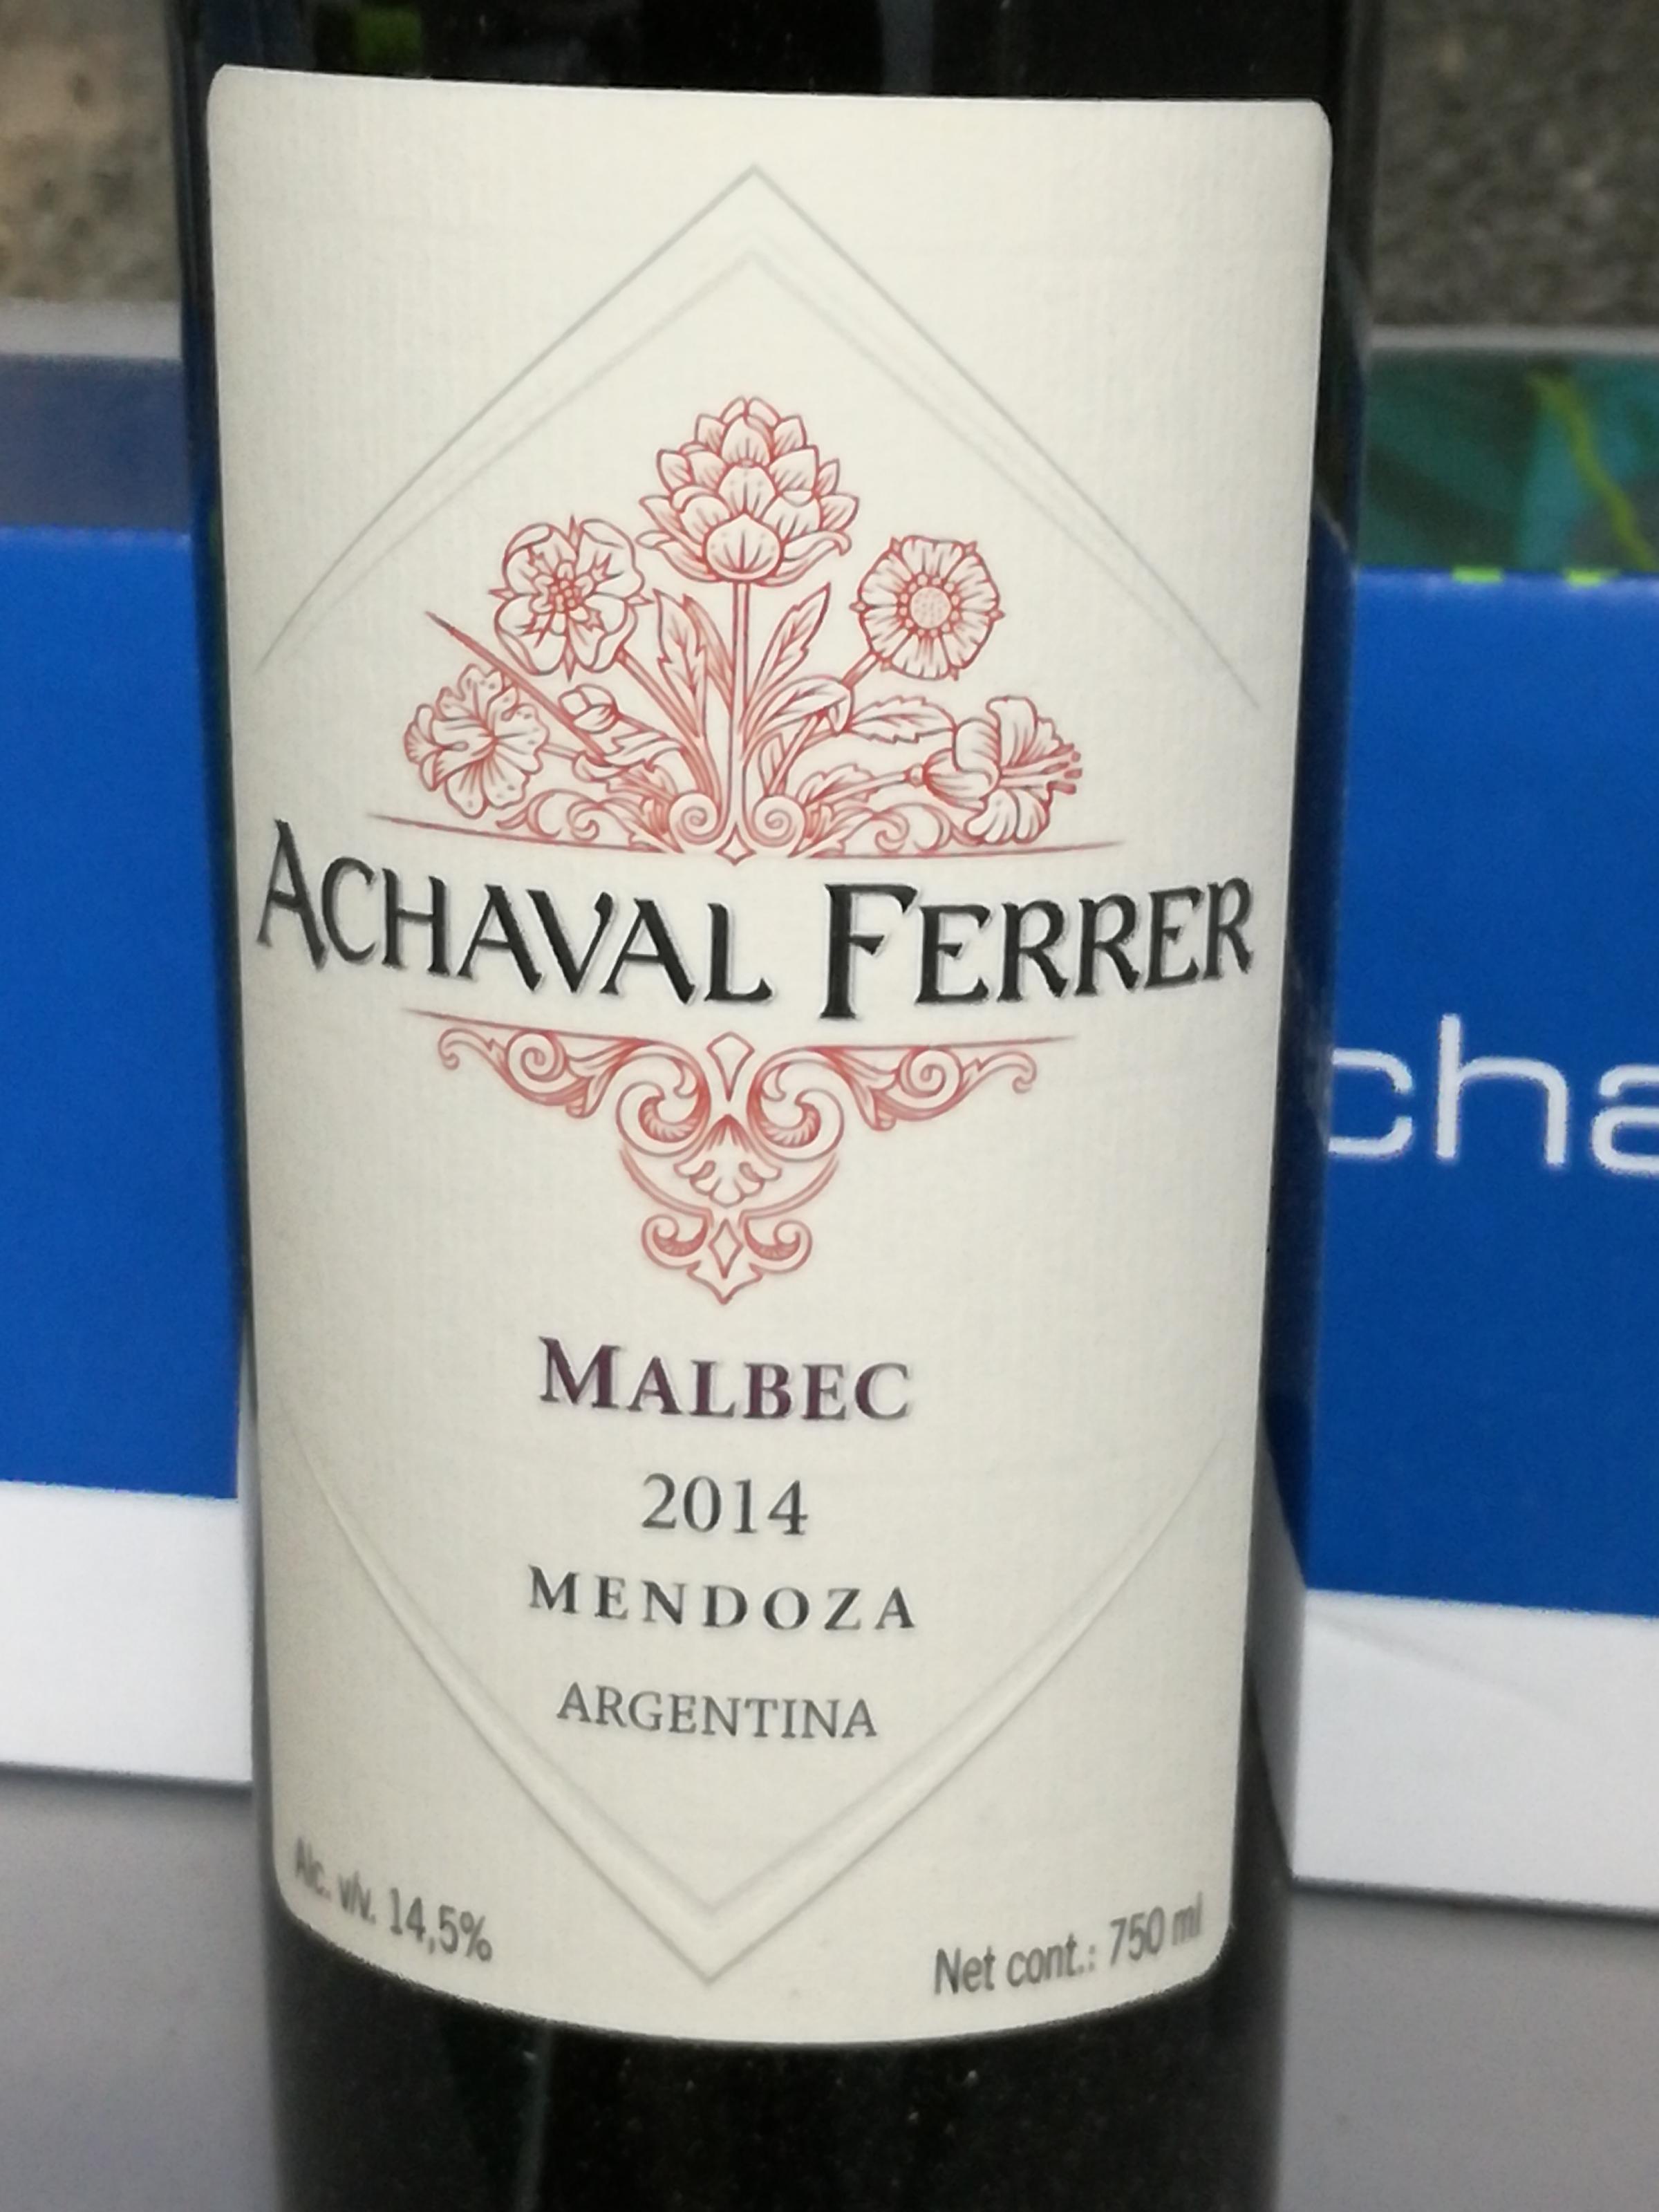 ACHAVAL FERRER
MALBEC
2014
MENDOZA
ARGENTINA
Alc. v/v. 14,5%
Net cont.: 750 ml
cha